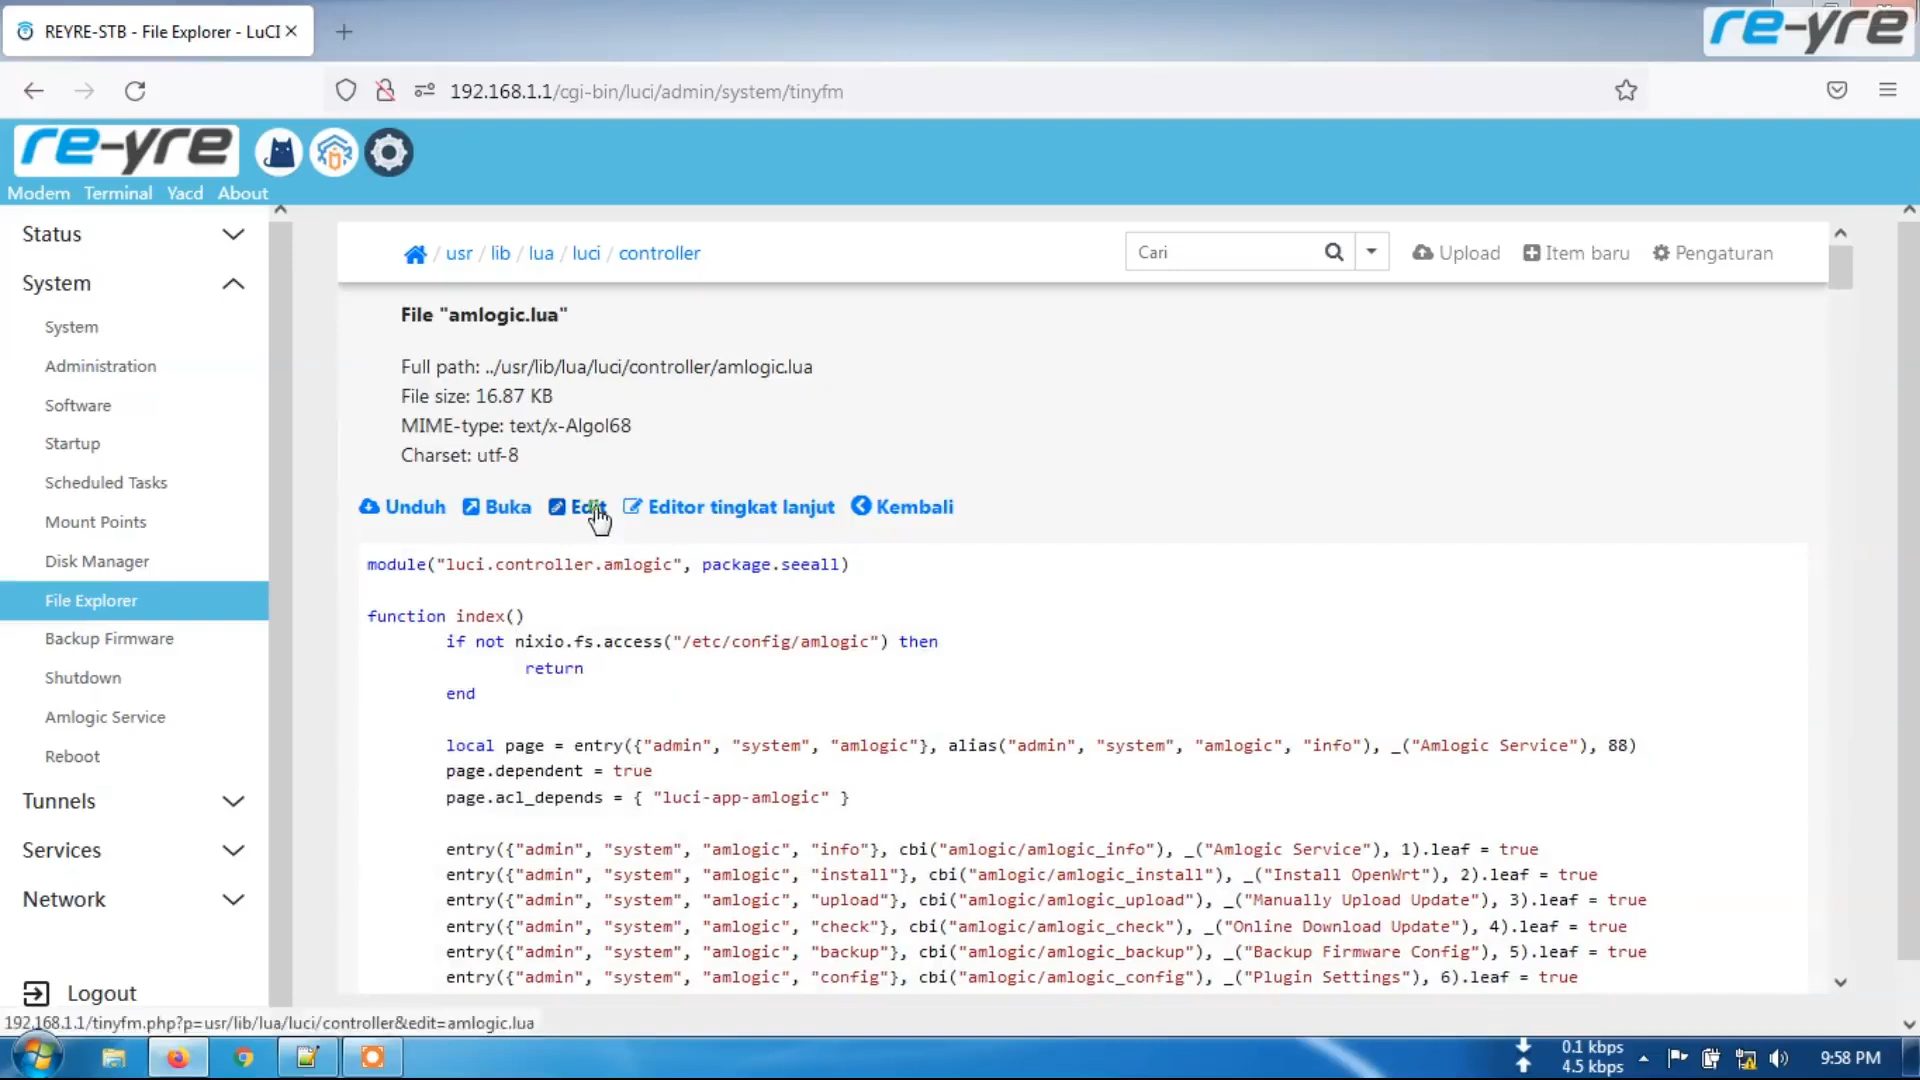 REYRE-STB - File Explorer - LuCI
re-yre
192.168.1.1/cgi-bin/luci/admin/system/tinyfm
re-yre
Modem Terminal Yacd About
Status
System
System
Administration
Software
Startup
Scheduled Tasks
Mount Points
Disk Manager
File Explorer
Backup Firmware
Shutdown
Amlogic Service
Reboot
Tunnels
Services
Network
Logout
/ usr / lib / lua / luci / controller
Cari
Upload
Item baru
Pengaturan
File "amlogic.lua"
Full path: ../usr/lib/lua/luci/controller/amlogic.lua
File size: 16.87 KB
MIME-type: text/x-Algol68
Charset: utf-8
Unduh Buka Edit Editor tingkat lanjut Kembali
module("luci.controller.amlogic", package.seeall)
function index()
if not nixio.fs.access("/etc/config/amlogic") then
return
end
local page = entry({"admin", "system", "amlogic"}, alias("admin", "system", "amlogic", "info"), _("Amlogic Service"), 88)
page.dependent = true
page.acl_depends = { "luci-app-amlogic" }
entry({"admin", "system", "amlogic", "info"}, cbi("amlogic/amlogic_info"), _("Amlogic Service"), 1).leaf = true
entry({"admin", "system", "amlogic", "install"}, cbi("amlogic/amlogic_install"), _("Install OpenWrt"), 2).leaf = true
entry({"admin", "system", "amlogic", "upload"}, cbi("amlogic/amlogic_upload"), _("Manually Upload Update"), 3).leaf = true
entry({"admin", "system", "amlogic", "check"}, cbi("amlogic/amlogic_check"), _("Online Download Update"), 4).leaf = true
entry({"admin", "system", "amlogic", "backup"}, cbi("amlogic/amlogic_backup"), _("Backup Firmware Config"), 5).leaf = true
entry({"admin", "system", "amlogic", "config"}, cbi("amlogic/amlogic_config"), _("Plugin Settings"), 6).leaf = true
192.168.1.1/tinyfm.php?p=usr/lib/lua/luci/controller&edit=amlogic.lua
0.1 kbps
4.5 kbps
9:58 PM